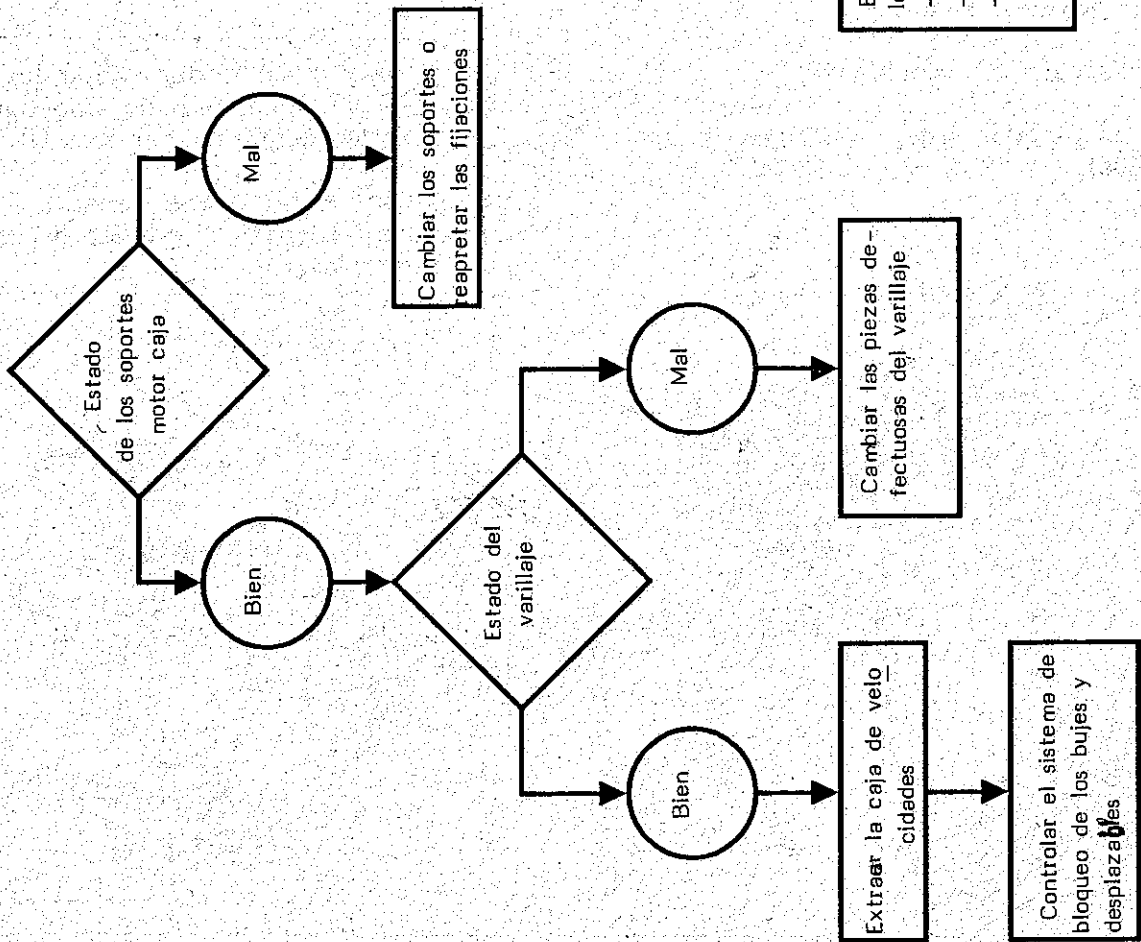 Estado
de los soportes
motor caja
Bien
Mal
Cambiar los soportes o
reapretar las fijaciones
Estado del
varillaje
Bien
Mal
Extraer la caja de velo_
cidades
Cambiar las piezas de-
fectuosas del varillaje
Controlar el sistema de
bloqueo de los bujes y
desplazables